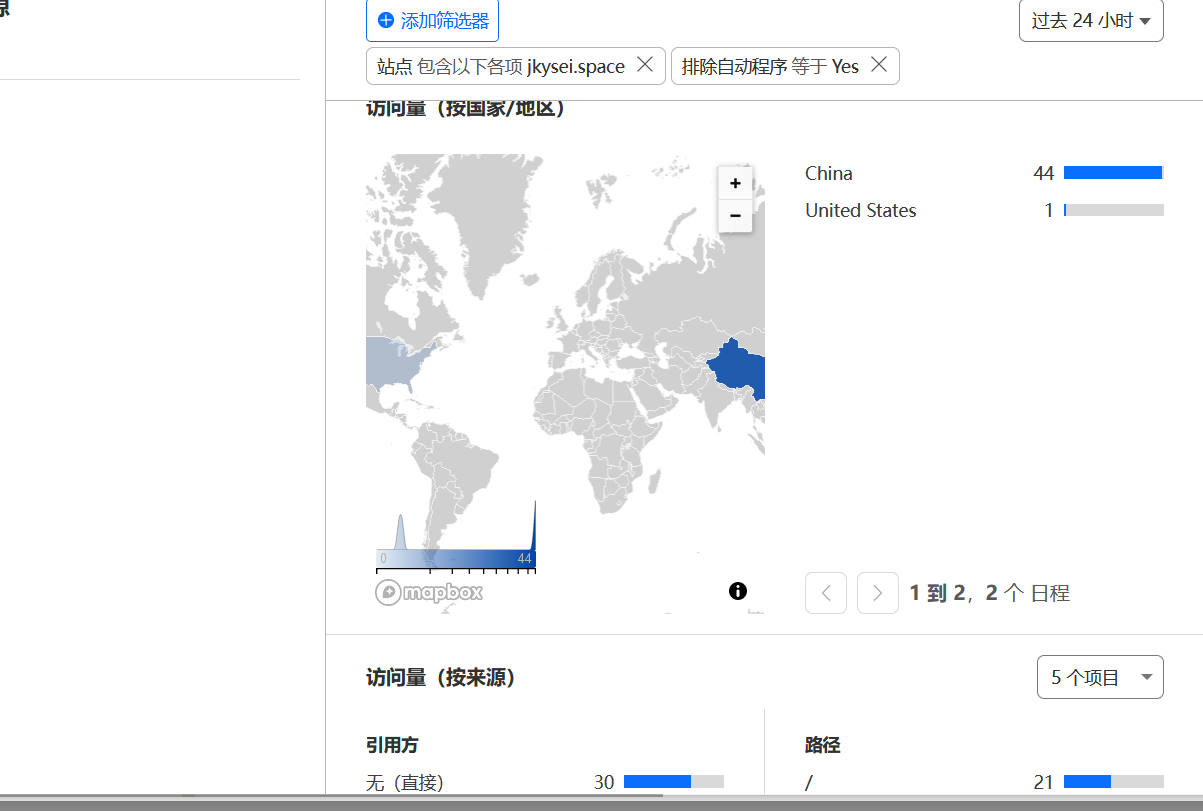 添加筛选器
过去 24 小时
站点 包含以下各项 jkysei.space
排除自动程序 等于 Yes
访问量（按国家/地区）
+
−
China 44
United States 1
0 44
mapbox
1 到 2，2 个 日程
访问量（按来源）
5 个项目
引用方
路径
无（直接） 30
/ 21